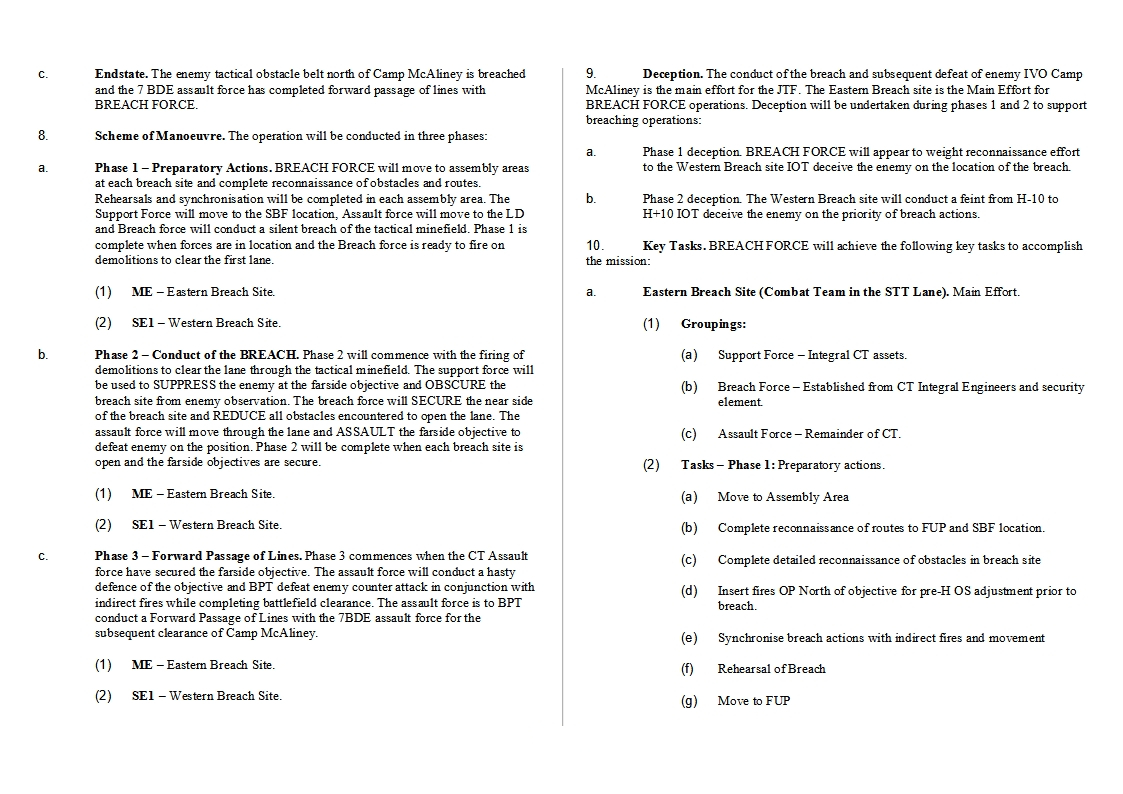 c. Endstate. The enemy tactical obstacle belt north of Camp McAliney is breached
and the 7 BDE assault force has completed forward passage of lines with
BREACH FORCE.
8. Scheme of Manoeuvre. The operation will be conducted in three phases:
a. Phase 1 – Preparatory Actions. BREACH FORCE will move to assembly areas
at each breach site and complete reconnaissance of obstacles and routes.
Rehearsals and synchronisation will be completed in each assembly area. The
Support Force will move to the SBF location, Assault force will move to the LD
and Breach force will conduct a silent breach of the tactical minefield. Phase 1 is
complete when forces are in location and the Breach force is ready to fire on
demolitions to clear the first lane.
(1) ME – Eastern Breach Site.
(2) SE1 – Western Breach Site.
b. Phase 2 – Conduct of the BREACH. Phase 2 will commence with the firing of
demolitions to clear the lane through the tactical minefield. The support force will
be used to SUPPRESS the enemy at the farside objective and OBSCURE the
breach site from enemy observation. The breach force will SECURE the near side
of the breach site and REDUCE all obstacles encountered to open the lane. The
assault force will move through the lane and ASSAULT the farside objective to
defeat enemy on the position. Phase 2 will be complete when each breach site is
open and the farside objectives are secure.
(1) ME – Eastern Breach Site.
(2) SE1 – Western Breach Site.
c. Phase 3 – Forward Passage of Lines. Phase 3 commences when the CT Assault
force have secured the farside objective. The assault force will conduct a hasty
defence of the objective and BPT defeat enemy counter attack in conjunction with
indirect fires while completing battlefield clearance. The assault force is to BPT
conduct a Forward Passage of Lines with the 7BDE assault force for the
subsequent clearance of Camp McAliney.
(1) ME – Eastern Breach Site.
(2) SE1 – Western Breach Site.
9. Deception. The conduct of the breach and subsequent defeat of enemy IVO Camp
McAliney is the main effort for the JTF. The Eastern Breach site is the Main Effort for
BREACH FORCE operations. Deception will be undertaken during phases 1 and 2 to support
breaching operations:
a. Phase 1 deception. BREACH FORCE will appear to weight reconnaissance effort
to the Western Breach site IOT deceive the enemy on the location of the breach.
b. Phase 2 deception. The Western Breach site will conduct a feint from H-10 to
H+10 IOT deceive the enemy on the priority of breach actions.
10. Key Tasks. BREACH FORCE will achieve the following key tasks to accomplish
the mission:
a. Eastern Breach Site (Combat Team in the STT Lane). Main Effort.
(1) Groupings:
(a) Support Force – Integral CT assets.
(b) Breach Force – Established from CT Integral Engineers and security
element.
(c) Assault Force – Remainder of CT.
(2) Tasks – Phase 1: Preparatory actions.
(a) Move to Assembly Area
(b) Complete reconnaissance of routes to FUP and SBF location.
(c) Complete detailed reconnaissance of obstacles in breach site
(d) Insert fires OP North of objective for pre-H OS adjustment prior to
breach.
(e) Synchronise breach actions with indirect fires and movement
(f) Rehearsal of Breach
(g) Move to FUP